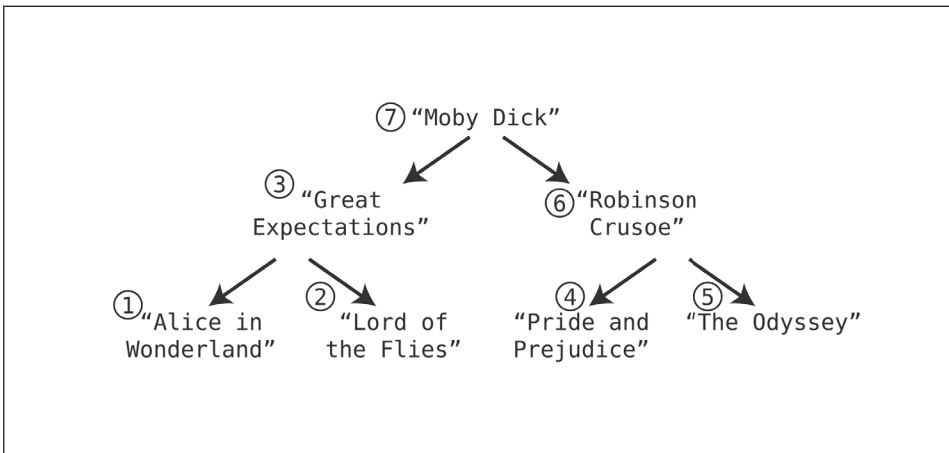 ⑦ “Moby Dick”
③ “Great
Expectations”
⑥ “Robinson
Crusoe”
① “Alice in
Wonderland”
② “Lord of
the Flies”
④ “Pride and
Prejudice”
⑤ “The Odyssey”